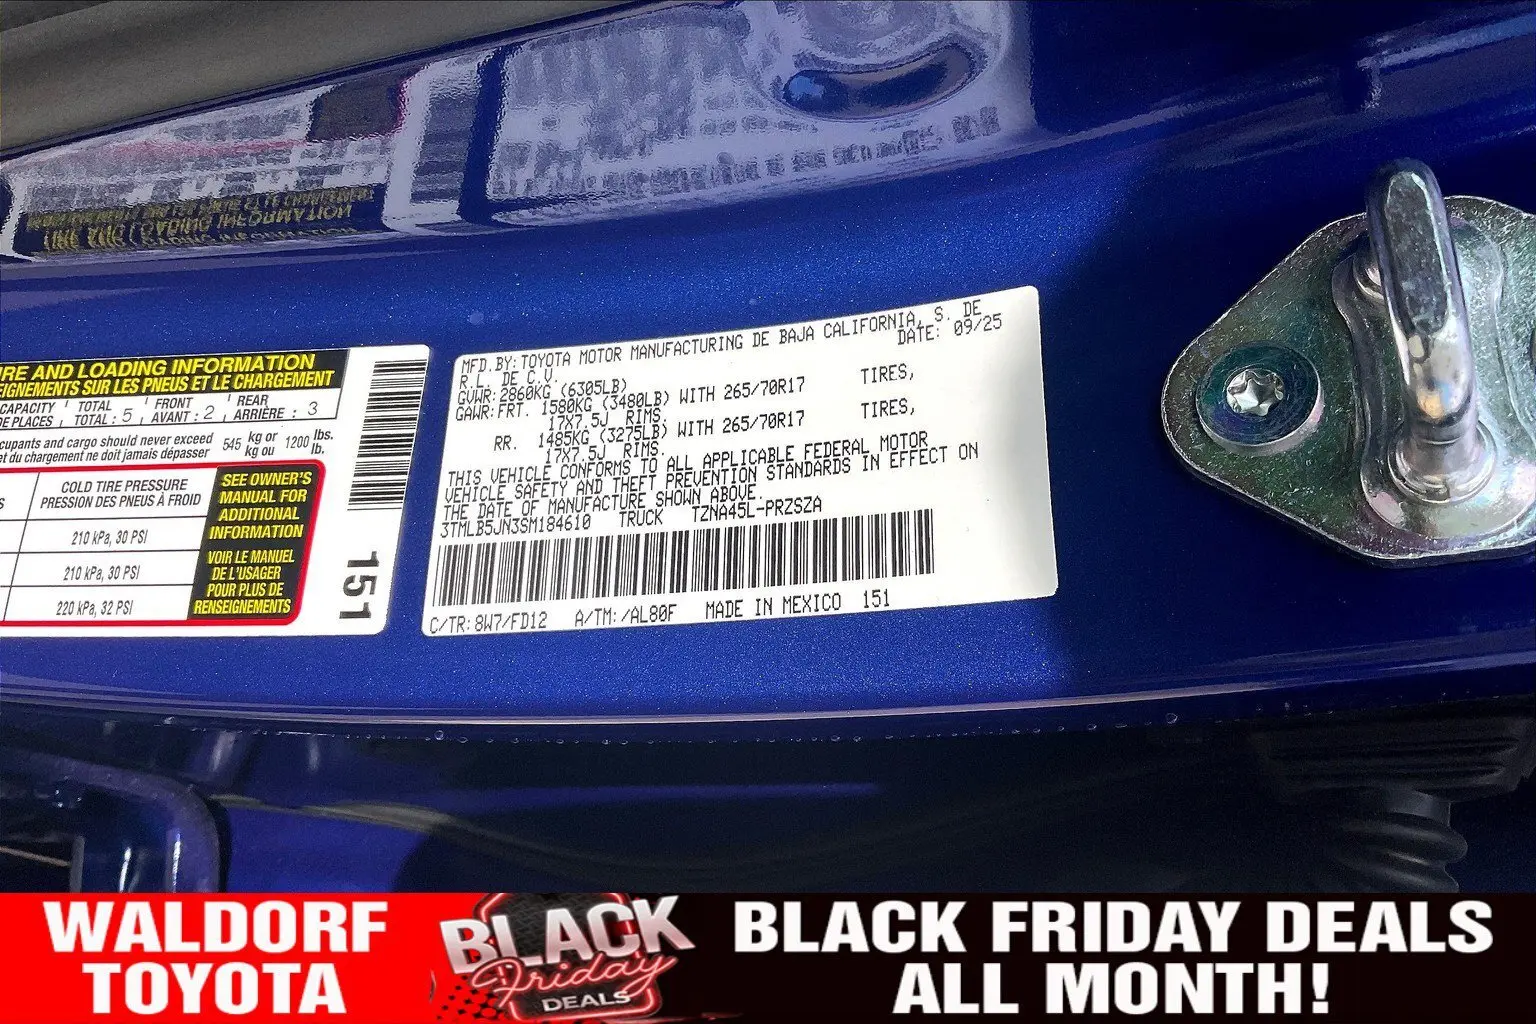 IRE AND LOADING INFORMATION
EIGNEMENTS SUR LES PNEUS ET LE CHARGEMENT
CAPACITY TOTAL FRONT REAR
DE PLACES , TOTAL : 5 , AVANT : 2 , ARRIÈRE : 3
cupants and cargo should never exceed 545 kg or 1200 lbs.
et du chargement ne doit jamais dépasser kg ou lb.
COLD TIRE PRESSURE
PRESSION DES PNEUS À FROID
210 kPa, 30 PSI
210 kPa, 30 PSI
220 kPa, 32 PSI
SEE OWNER'S
MANUAL FOR
ADDITIONAL
INFORMATION
VOIR LE MANUEL
DE L'USAGER
POUR PLUS DE
RENSEIGNEMENTS
151
MFD.BY:TOYOTA MOTOR MANUFACTURING DE BAJA CALIFORNIA, S. DE
R.L. DE C.V. DATE: 09/25
GVWR:2860KG (6305LB)
GAWR:FRT. 1580KG (3480LB) WITH 265/70R17 TIRES,
17X7.5J RIMS.
RR. 1485KG (3275LB) WITH 265/70R17 TIRES,
17X7.5J RIMS.
THIS VEHICLE CONFORMS TO ALL APPLICABLE FEDERAL MOTOR
VEHICLE SAFETY AND THEFT PREVENTION STANDARDS IN EFFECT ON
THE DATE OF MANUFACTURE SHOWN ABOVE.
3TMLB5JN3SM184610 TRUCK TZNA45L-PRZSZA
C/TR:8W7/FD12 A/TM:/AL80F MADE IN MEXICO 151
WALDORF
TOYOTA
BLACK
Friday
DEALS
BLACK FRIDAY DEALS
ALL MONTH!